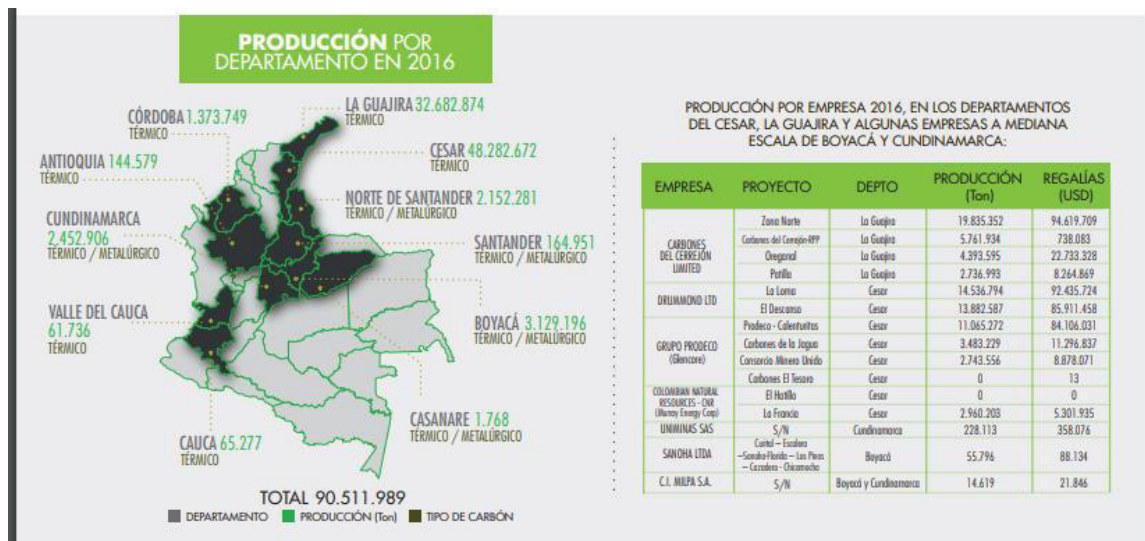 PRODUCCIÓN POR
DEPARTAMENTO EN 2016
LA GUAJIRA 32.682.874
TÉRMICO
CÓRDOBA 1.373.749
TÉRMICO
CESAR 48.282.672
TÉRMICO
ANTIOQUIA 144.579
TÉRMICO
NORTE DE SANTANDER 2.152.281
TÉRMICO / METALÚRGICO
CUNDINAMARCA
2.452.906
TÉRMICO / METALÚRGICO
SANTANDER 164.951
TÉRMICO / METALÚRGICO
VALLE DEL CAUCA
61.736
TÉRMICO
BOYACÁ 3.129.196
TÉRMICO / METALÚRGICO
CASANARE 1.768
TÉRMICO / METALÚRGICO
CAUCA 65.277
TÉRMICO
TOTAL 90.511.989
DEPARTAMENTO PRODUCCIÓN (Ton) TIPO DE CARBÓN
PRODUCCIÓN POR EMPRESA 2016, EN LOS DEPARTAMENTOS
DEL CESAR, LA GUAJIRA Y ALGUNAS EMPRESAS A MEDIANA
ESCALA DE BOYACÁ Y CUNDINAMARCA:
EMPRESA PROYECTO DEPTO PRODUCCIÓN (Ton) REGALÍAS (USD)
CARBONES
DEL CERREJÓN
LIMITED
Zona Norte La Guajira 19.835.352 94.619.709
Carbones del Cerrejón-RPP La Guajira 5.761.934 738.083
Oreganal La Guajira 4.393.595 22.733.328
Patilla La Guajira 2.736.993 8.264.869
DRUMMOND LTD
La Loma Cesar 14.536.794 92.435.724
El Descanso Cesar 13.882.587 85.911.458
GRUPO PRODECO
(Glencore)
Prodeco - Calenturitas Cesar 11.065.272 84.106.031
Carbones de la Jagua Cesar 3.483.229 11.296.837
Consorcio Minero Unido Cesar 2.743.556 8.878.071
Carbones El Tesoro Cesar 0 13
COLOMBIAN NATURAL
RESOURCES - CNR
(Murray Energy Corp)
El Hatillo Cesar 0 0
La Francia Cesar 2.960.203 5.301.935
UNIMINAS SAS S/N Cundinamarca 228.113 358.076
SANOHA LTDA
–Sanoha-Florida – Los Pinos
– Cazadero - Chicamocha
Boyacá 55.796 88.134
C.I. MILPA S.A. S/N Boyacá y Cundinamarca 14.619 21.846